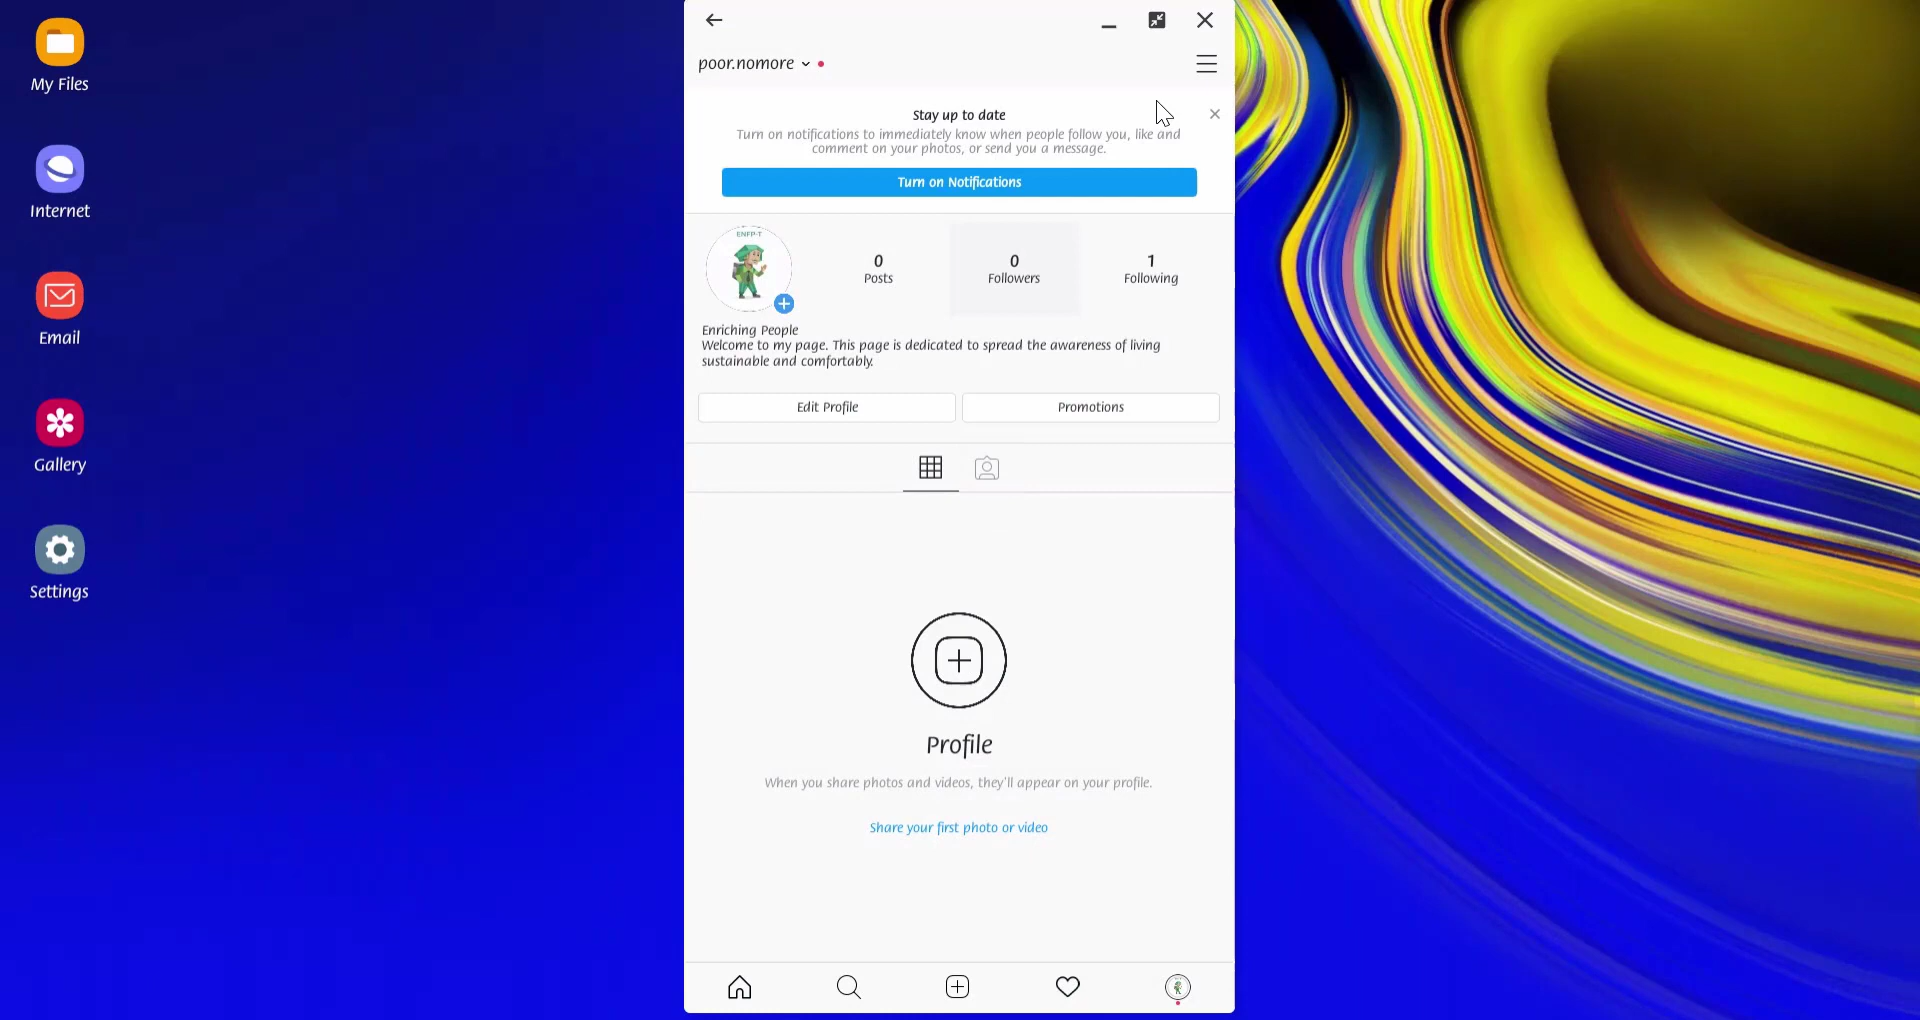 My Files
Internet
Email
Gallery
Settings
poor.nomore
Stay up to date
Turn on notifications to immediately know when people follow you, like and
comment on your photos, or send you a message.
Turn on Notifications
ENFP-T
0
Posts
0
Followers
1
Following
Enriching People
Welcome to my page. This page is dedicated to spread the awareness of living
sustainable and comfortably.
Edit Profile
Promotions
Profile
When you share photos and videos, they'll appear on your profile.
Share your first photo or video